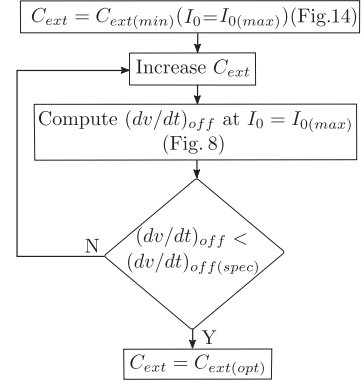 C_ext = C_ext(min)(I_0=I_0(max))(Fig.14)
Increase C_ext
Compute (dv/dt)_off at I_0 = I_0(max)
(Fig. 8)
(dv/dt)_off <
(dv/dt)_off(spec)
N
Y
C_ext = C_ext(opt)